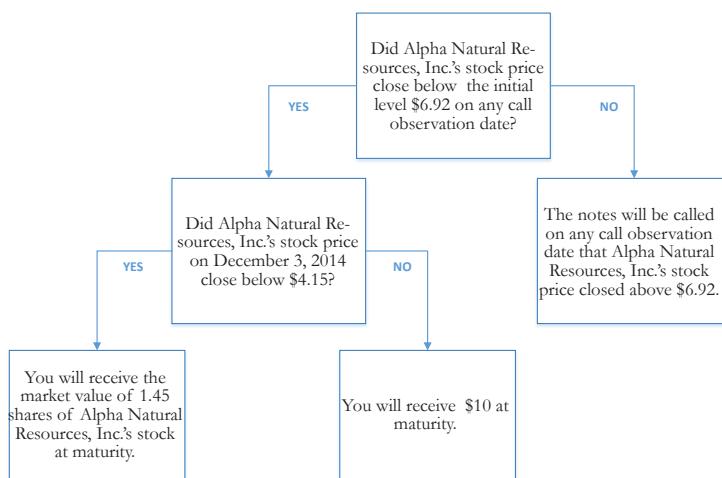 Did Alpha Natural Re-
sources, Inc.'s stock price
close below the initial
level $6.92 on any call
observation date?
YES
NO
Did Alpha Natural Re-
sources, Inc.'s stock price
on December 3, 2014
close below $4.15?
The notes will be called
on any call observation
date that Alpha Natural
Resources, Inc.'s stock
price closed above $6.92.
YES
NO
You will receive the
market value of 1.45
shares of Alpha Natural
Resources, Inc.'s stock
at maturity.
You will receive $10 at
maturity.